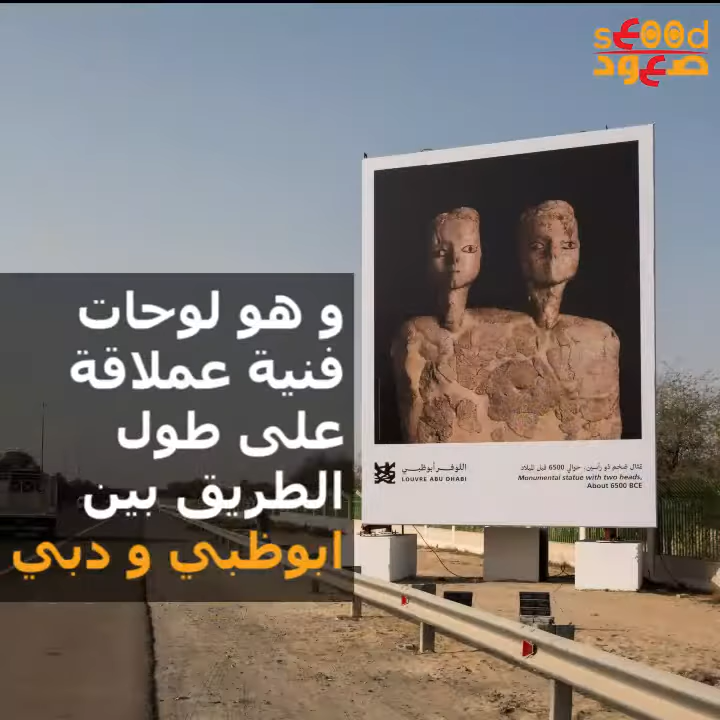 seood
صعود
و هو لوحات
فنية عملاقة
على طول
الطريق بين
ابوظبي و دبي
اللوفر أبوظبي
LOUVRE ABU DHABI
تمثال ضخم ذو رأسين، حوالي 6500 قبل الميلاد
Monumental statue with two heads,
About 6500 BCE